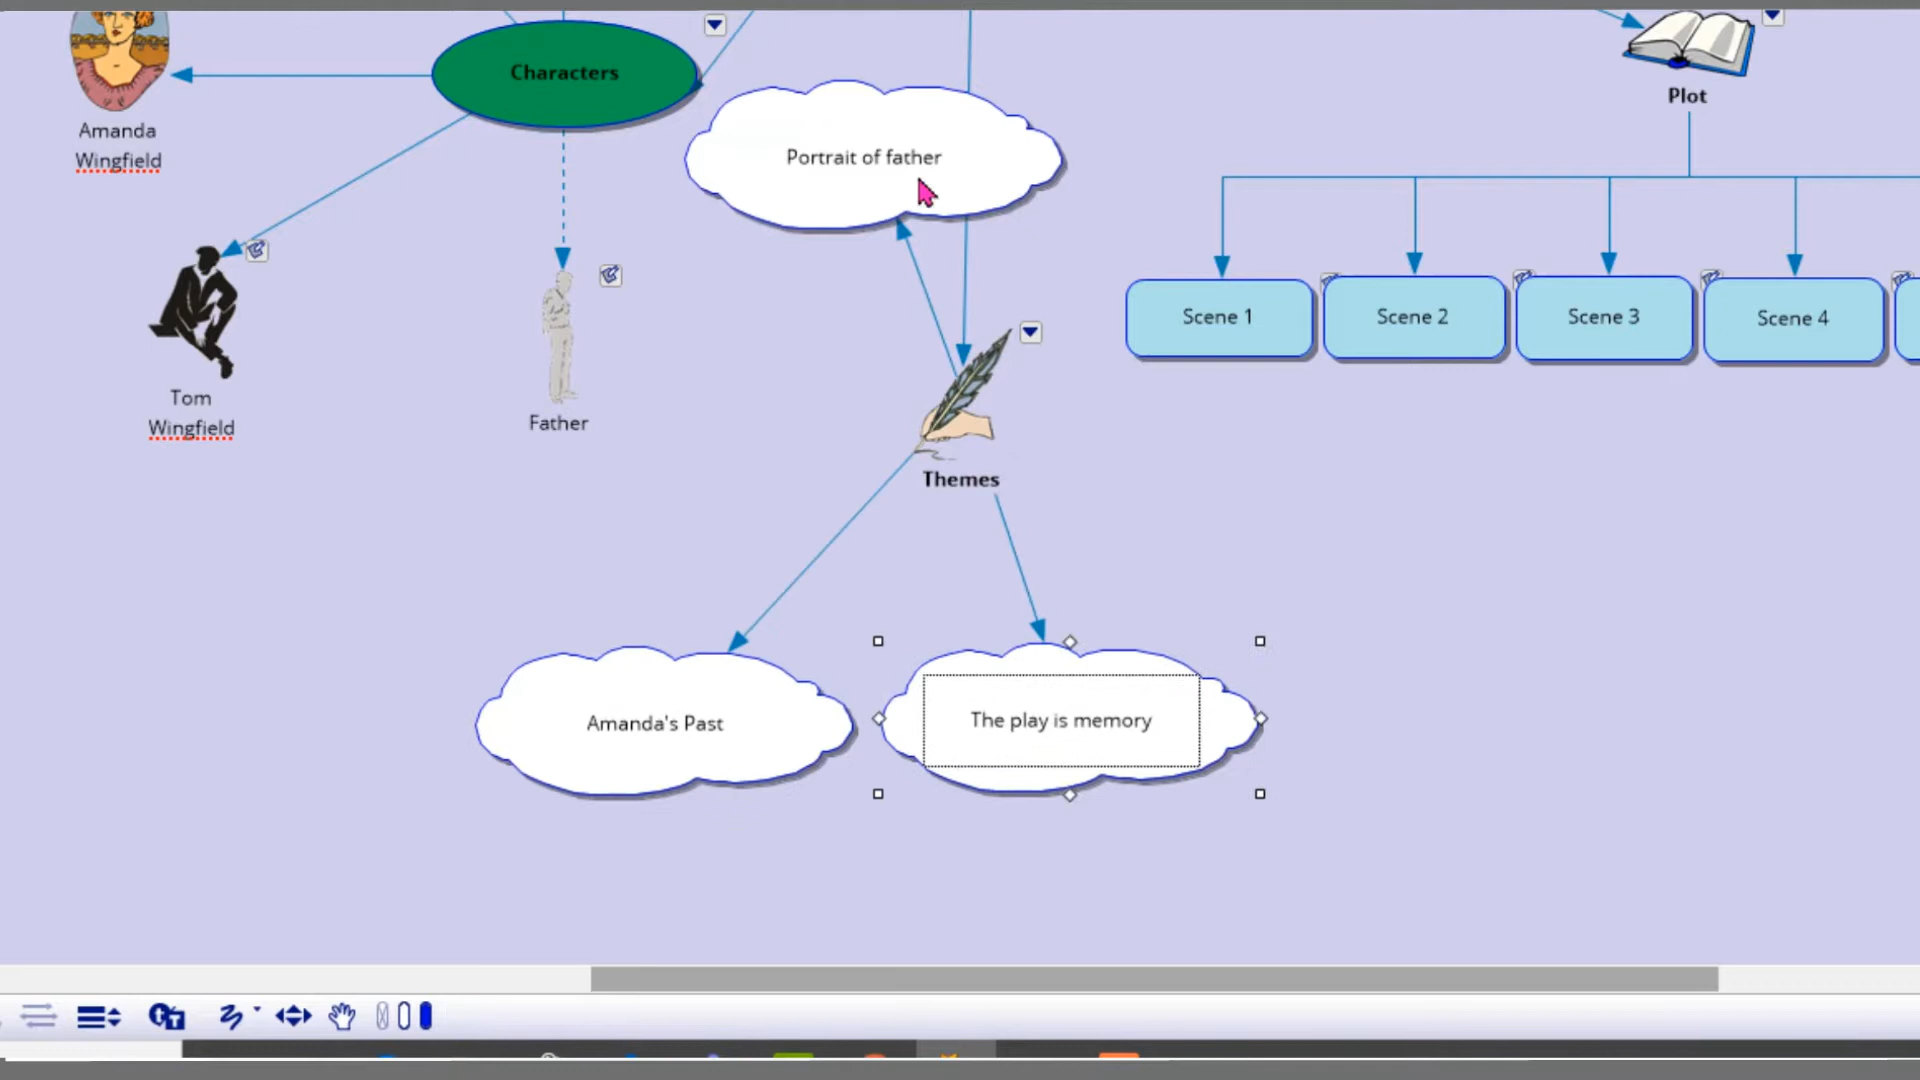 Characters
Amanda
Wingfield
Portrait of father
Plot
Scene 1
Scene 2
Scene 3
Scene 4
Tom
Wingfield
Father
Themes
Amanda's Past
The play is memory